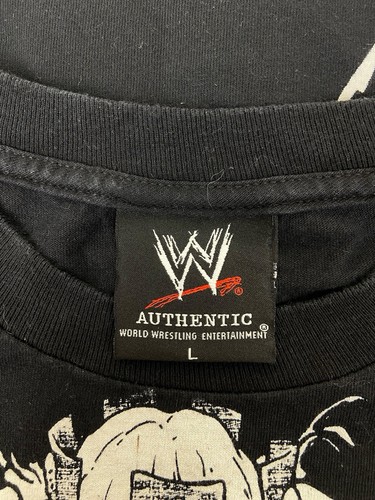 W ®
AUTHENTIC
WORLD WRESTLING ENTERTAINMENT®
L